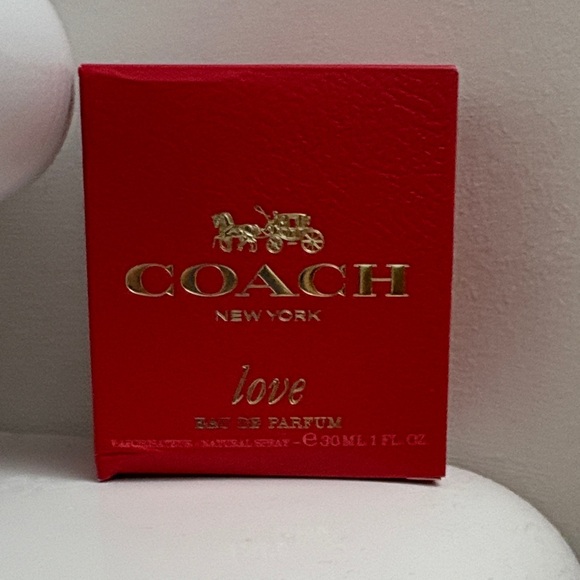 COACH
NEW YORK
love
EAU DE PARFUM
VAPORISATEUR / NATURAL SPRAY - ℮ 30 ML 1 FL. OZ.